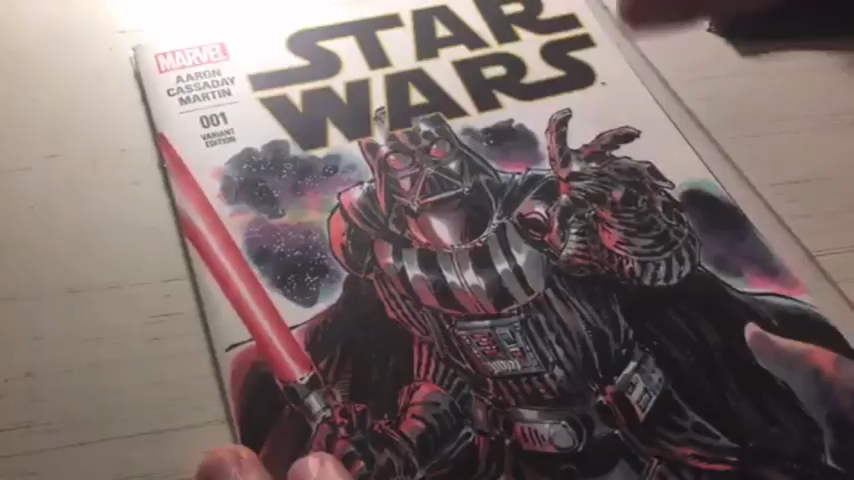 MARVEL
AARON
CASSADAY
MARTIN
001
VARIANT
EDITION
STAR
WARS